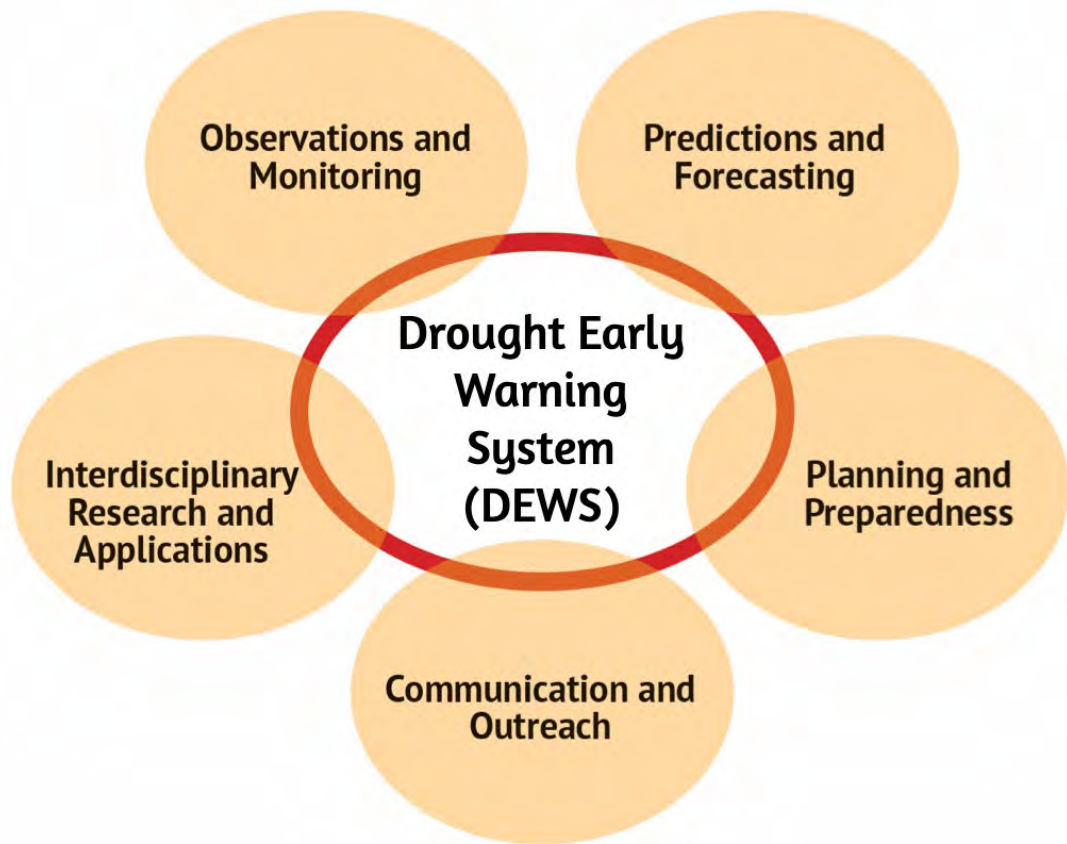 Observations and
Monitoring
Predictions and
Forecasting
Drought Early
Warning
System
(DEWS)
Interdisciplinary
Research and
Applications
Planning and
Preparedness
Communication and
Outreach